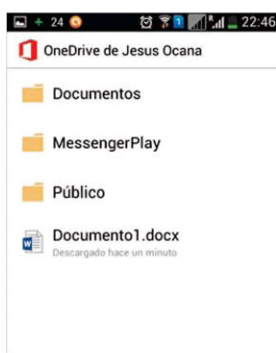 + 24 22:46
OneDrive de Jesus Ocana
Documentos
MessengerPlay
Público
Documento1.docx
Descargado hace un minuto